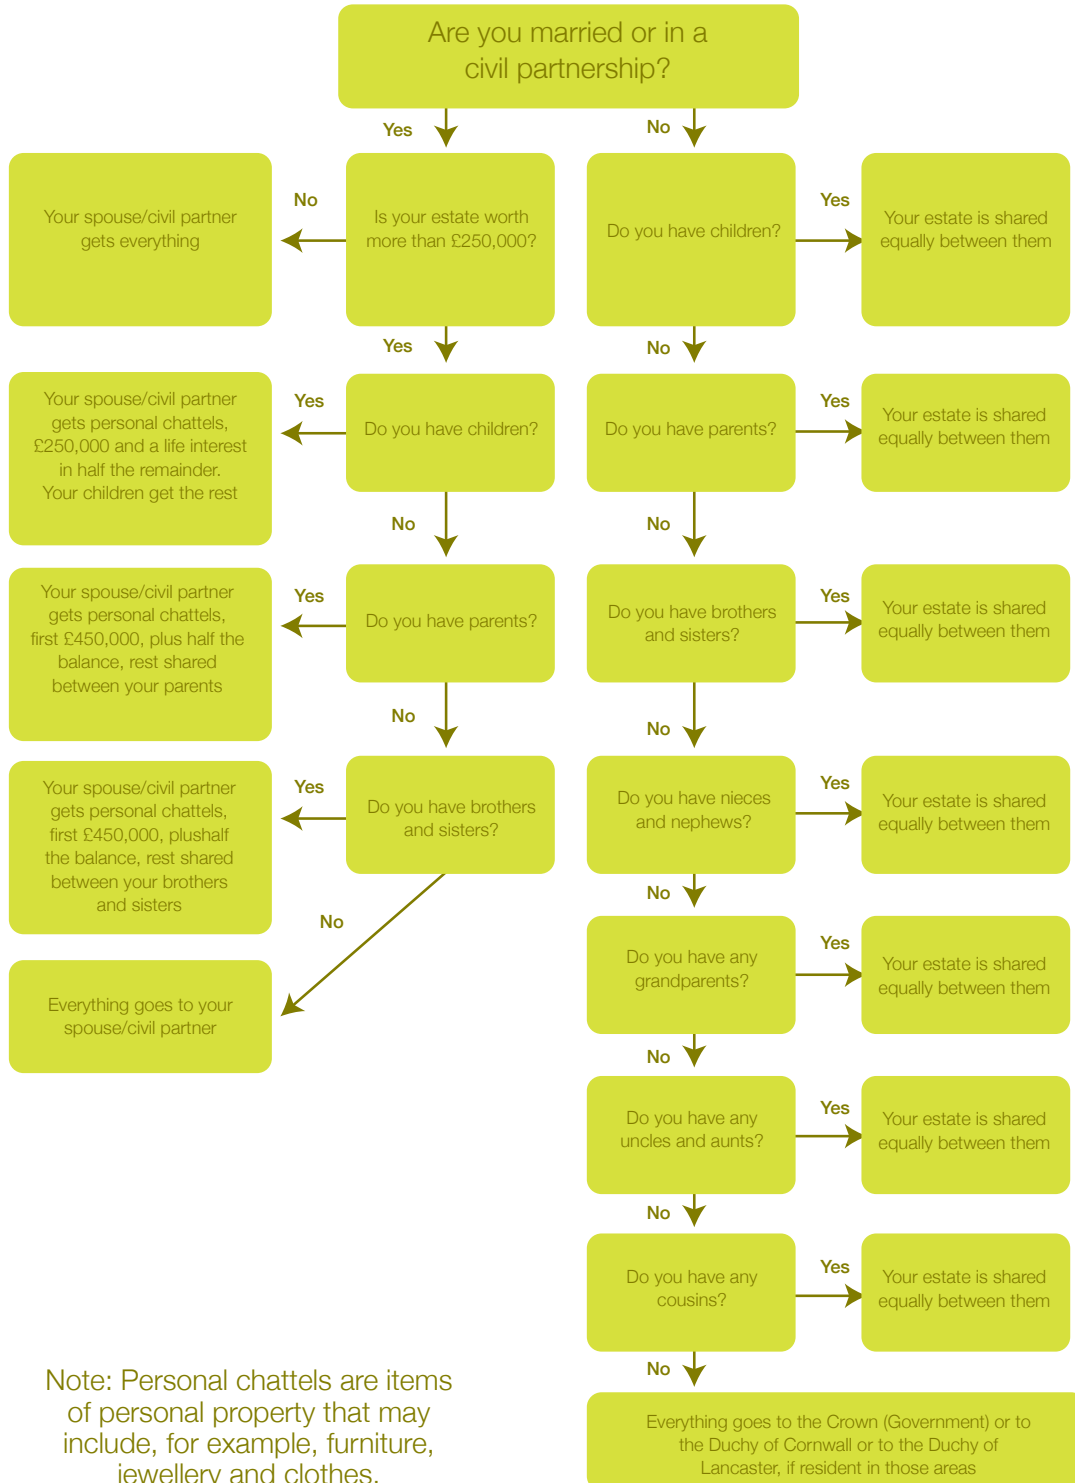 Are you married or in a
civil partnership?
Yes
No
Your spouse/civil partner
gets everything
No
Is your estate worth
more than £250,000?
Do you have children?
Yes
Your estate is shared
equally between them
Yes
No
Your spouse/civil partner
gets personal chattels,
£250,000 and a life interest
in half the remainder.
Your children get the rest
Yes
Do you have children?
Do you have parents?
Yes
Your estate is shared
equally between them
No
No
Your spouse/civil partner
gets personal chattels,
first £450,000, plus half the
balance, rest shared
between your parents
Yes
Do you have parents?
Do you have brothers
and sisters?
Yes
Your estate is shared
equally between them
No
No
Your spouse/civil partner
gets personal chattels,
first £450,000, plushalf
the balance, rest shared
between your brothers
and sisters
Yes
Do you have brothers
and sisters?
Do you have nieces
and nephews?
Yes
Your estate is shared
equally between them
No
No
Everything goes to your
spouse/civil partner
Do you have any
grandparents?
Yes
Your estate is shared
equally between them
No
Do you have any
uncles and aunts?
Yes
Your estate is shared
equally between them
No
Do you have any
cousins?
Yes
Your estate is shared
equally between them
No
Everything goes to the Crown (Government) or to
the Duchy of Cornwall or to the Duchy of
Lancaster, if resident in those areas
Note: Personal chattels are items
of personal property that may
include, for example, furniture,
jewellery and clothes.